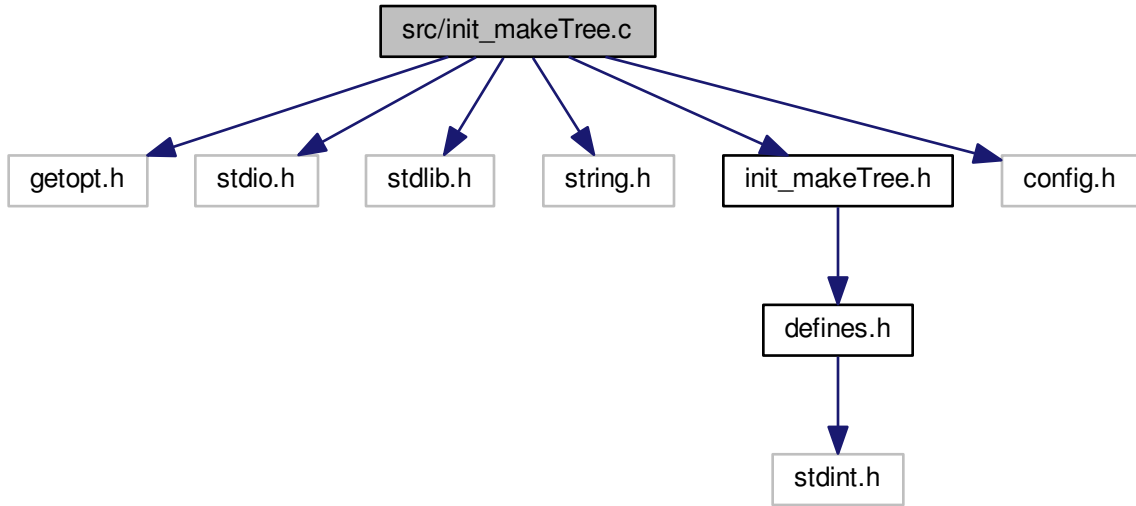 src/init_makeTree.c
getopt.h
stdio.h
stdlib.h
string.h
init_makeTree.h
config.h
defines.h
stdint.h